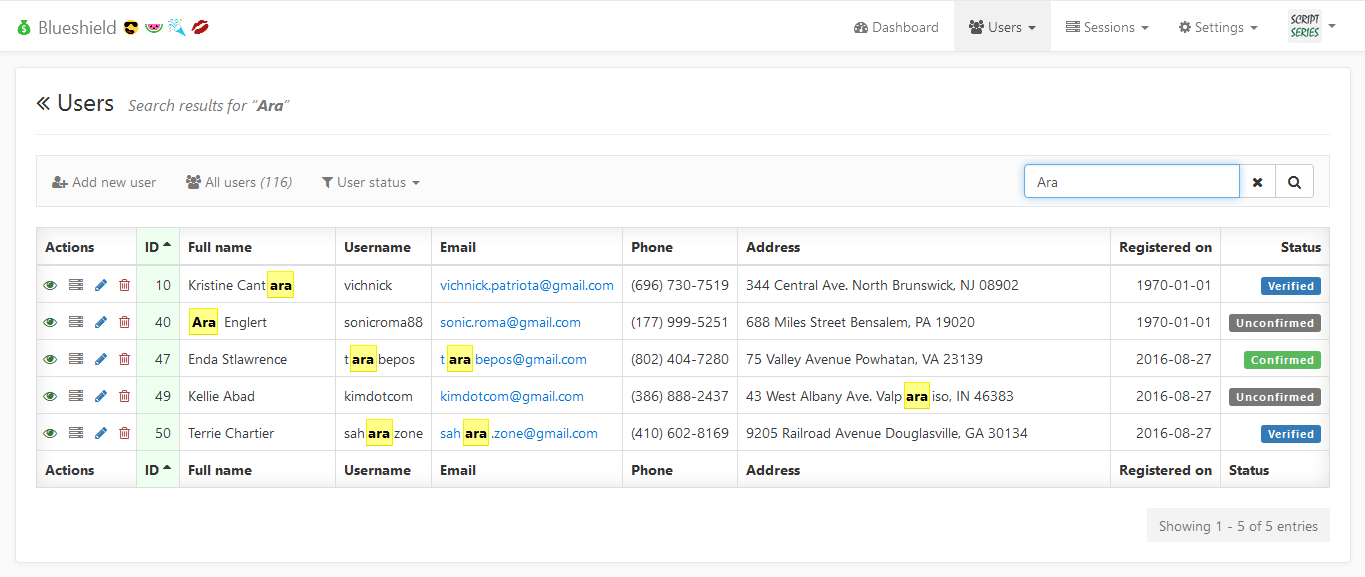 Blueshield Dashboard Users Sessions Settings SCRIPT SERIES
Users Search results for “Ara”
Add new user All users (116) User status Ara
Actions ID Full name Username Email Phone Address Registered on Status
10 Kristine Cantara vichnick vichnick.patriota@gmail.com (696) 730-7519 344 Central Ave. North Brunswick, NJ 08902 1970-01-01 Verified
40 Ara Englert sonicroma88 sonic.roma@gmail.com (177) 999-5251 688 Miles Street Bensalem, PA 19020 1970-01-01 Unconfirmed
47 Enda Stlawrence tarabepos tarabepos@gmail.com (802) 404-7280 75 Valley Avenue Powhatan, VA 23139 2016-08-27 Confirmed
49 Kellie Abad kimdotcom kimdotcom@gmail.com (386) 888-2437 43 West Albany Ave. Valparaiso, IN 46383 2016-08-27 Unconfirmed
50 Terrie Chartier saharazone sahara.zone@gmail.com (410) 602-8169 9205 Railroad Avenue Douglasville, GA 30134 2016-08-27 Verified
Actions ID Full name Username Email Phone Address Registered on Status
Showing 1 - 5 of 5 entries